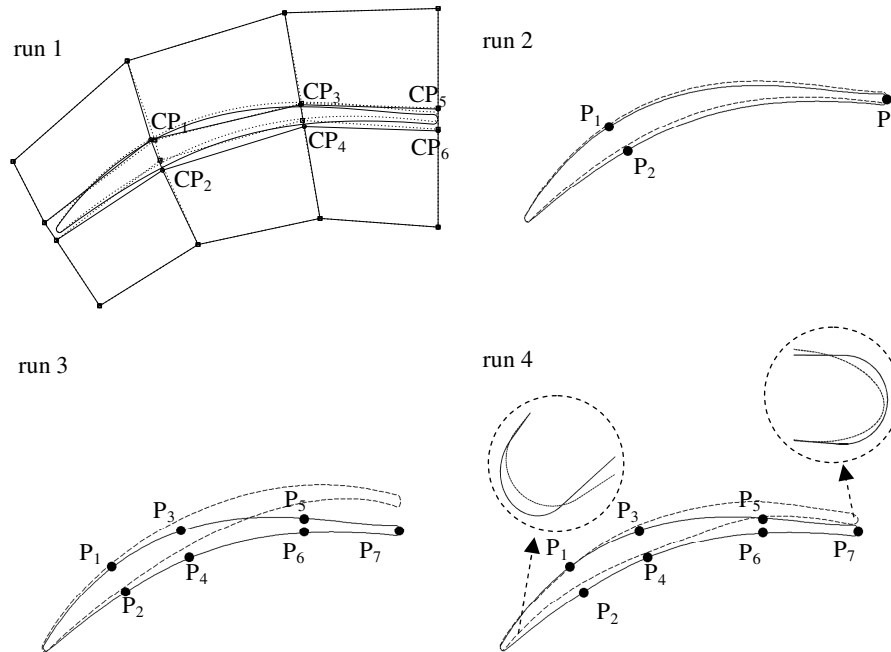 run 1
CP₁
CP₂
CP₃
CP₄
CP₅
CP₆
run 2
P₁
P₂
P
run 3
P₁
P₂
P₃
P₄
P₅
P₆
P₇
run 4
P₁
P₂
P₃
P₄
P₅
P₆
P₇